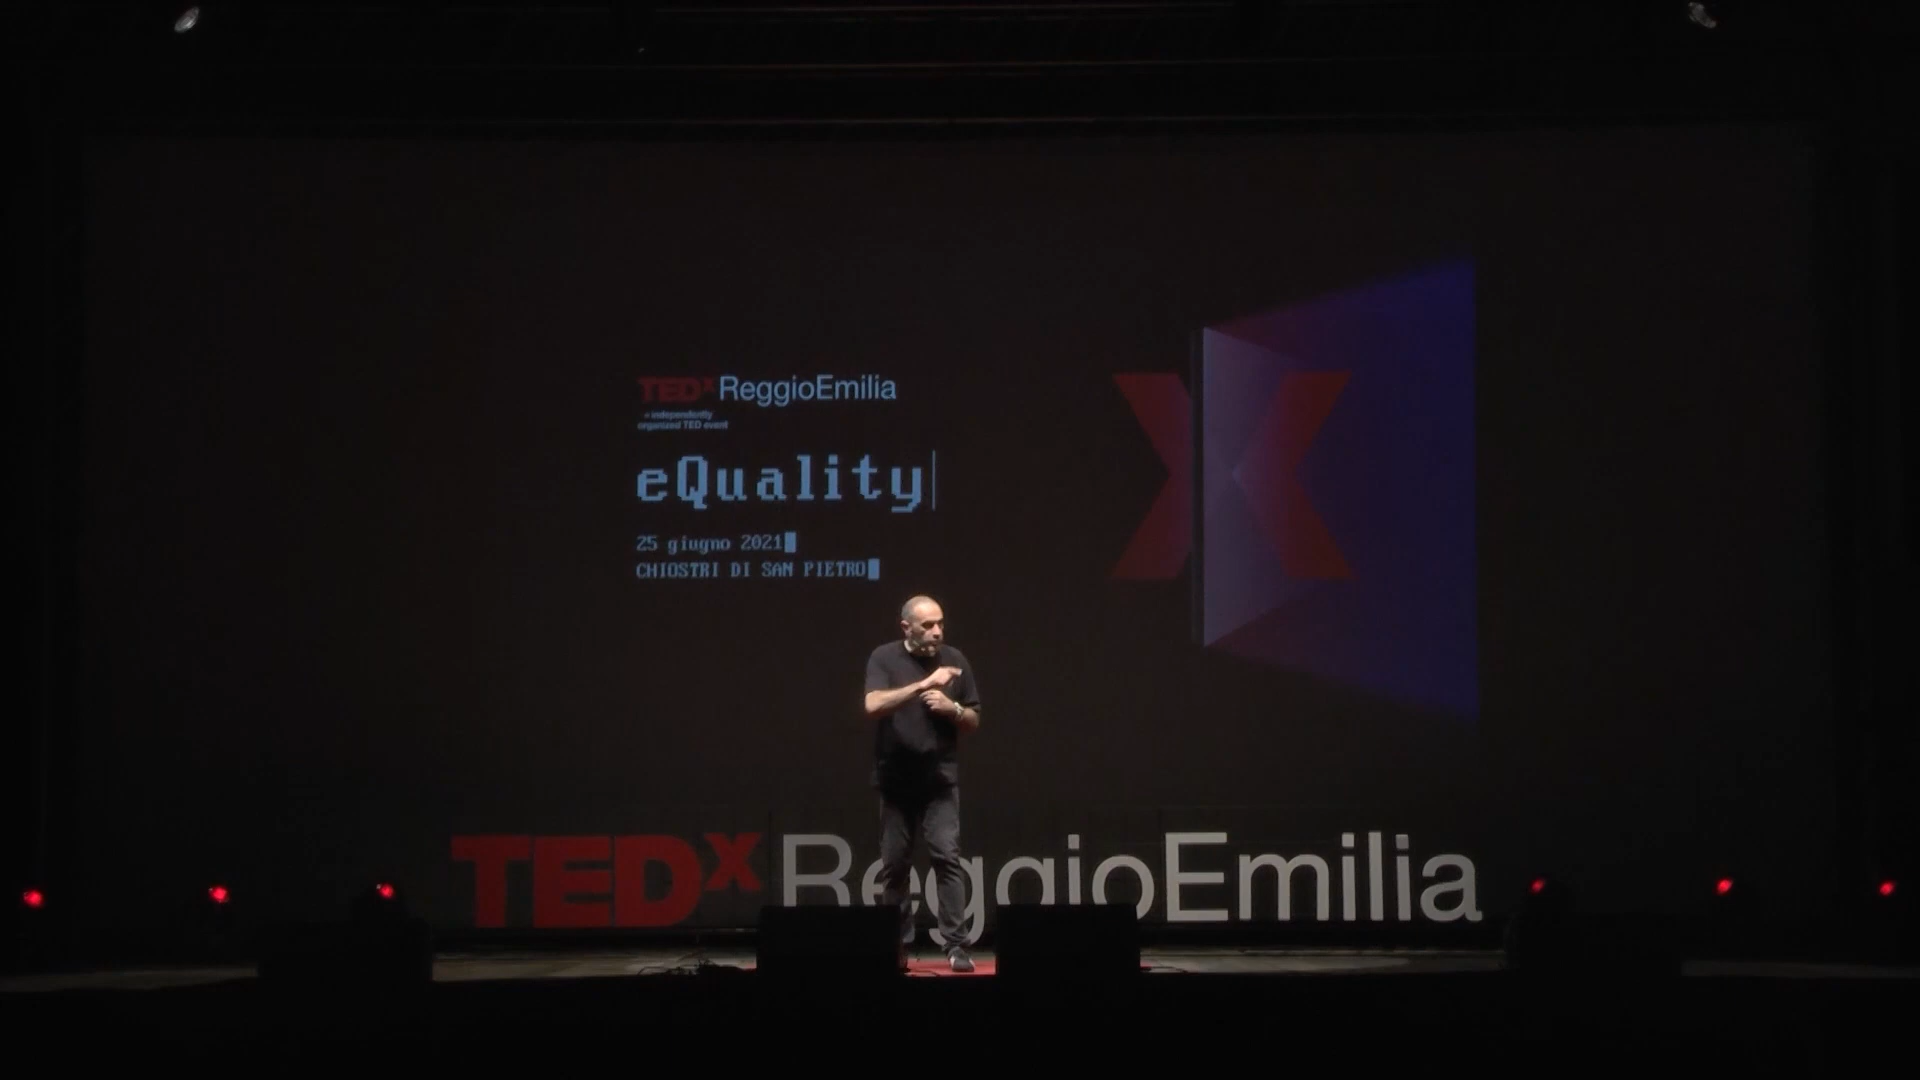 TEDx ReggioEmilia
x independently
organized TED event
eQuality
25 giugno 2021
CHIOSTRI DI SAN PIETRO
X
TEDx ReggioEmilia